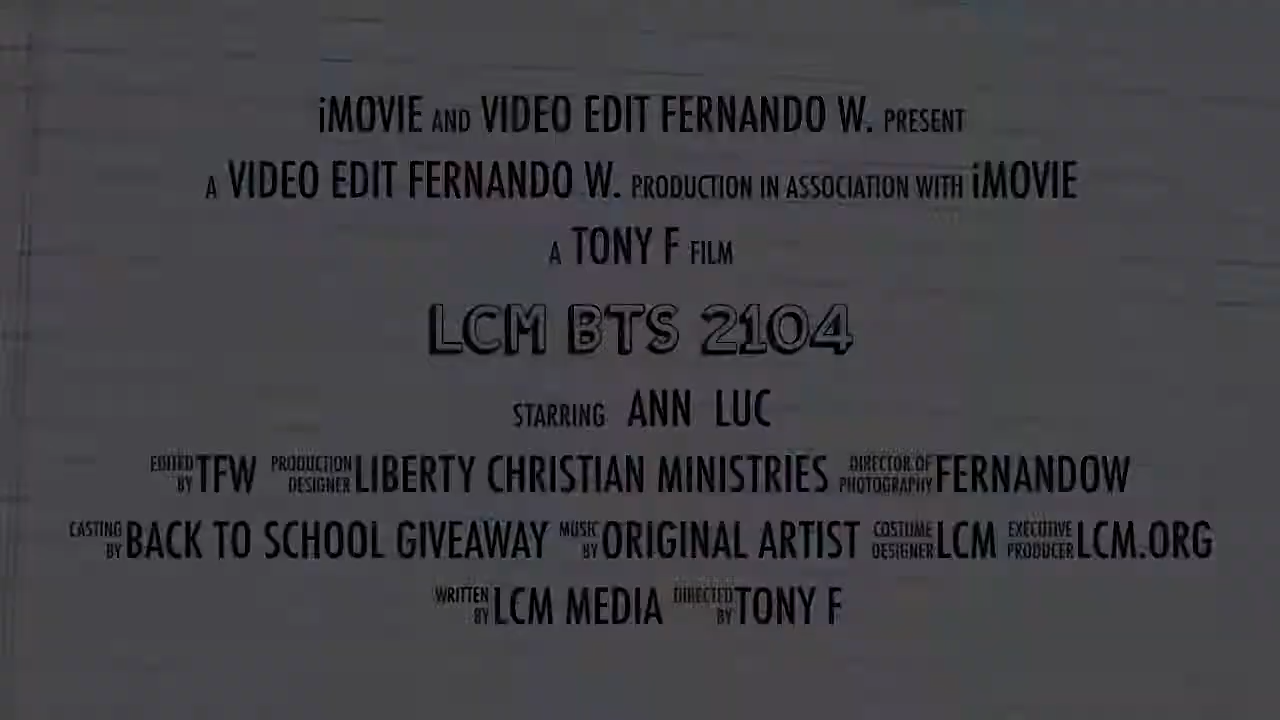 iMOVIE AND VIDEO EDIT FERNANDO W. PRESENT
A VIDEO EDIT FERNANDO W. PRODUCTION IN ASSOCIATION WITH iMOVIE
A TONY F FILM
LCM BTS 2104
STARRING ANN LUC
EDITED BY TFW PRODUCTION DESIGNER LIBERTY CHRISTIAN MINISTRIES DIRECTOR OF PHOTOGRAPHY FERNANDOW
CASTING BY BACK TO SCHOOL GIVEAWAY MUSIC BY ORIGINAL ARTIST COSTUME DESIGNER LCM EXECUTIVE PRODUCER LCM.ORG
WRITTEN BY LCM MEDIA DIRECTED BY TONY F